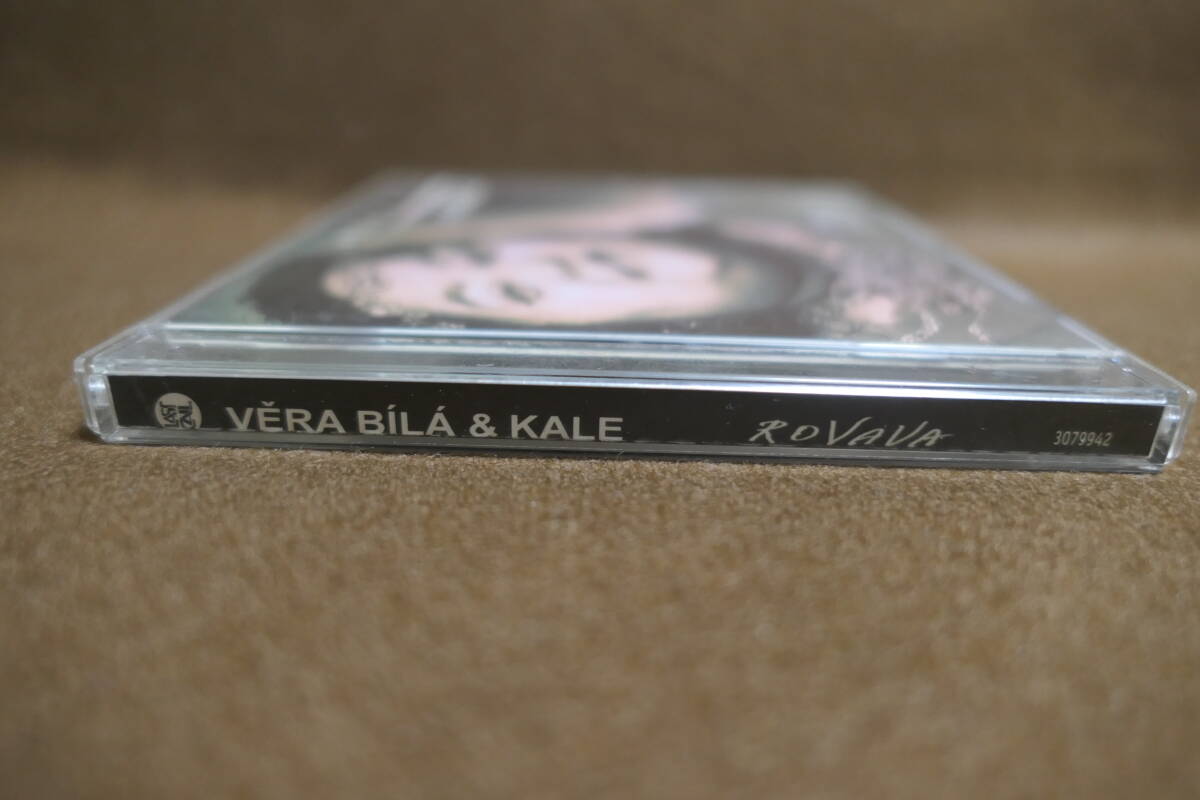 VĚRA BÍLÁ & KALE ROVAVA 3079942